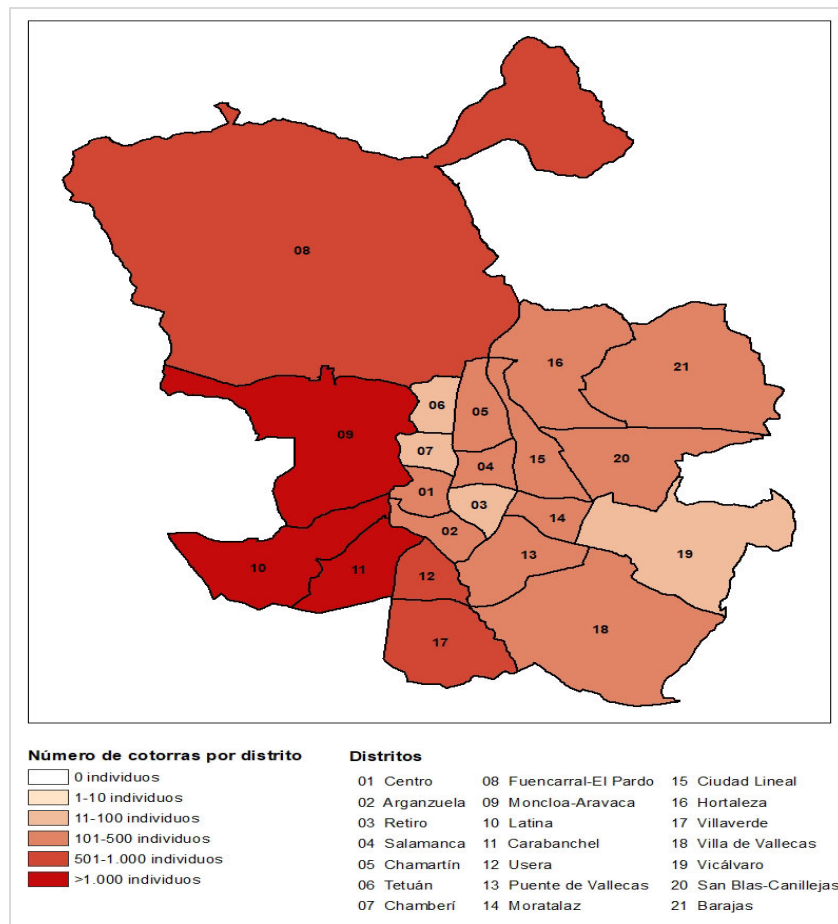 08
16
21
06
05
09
07
15
20
04
01
03
14
02
13
19
10
11
12
18
17
Número de cotorras por distrito
0 individuos
1-10 individuos
11-100 individuos
101-500 individuos
501-1.000 individuos
>1.000 individuos
Distritos
01 Centro
02 Arganzuela
03 Retiro
04 Salamanca
05 Chamartín
06 Tetuán
07 Chamberí
08 Fuencarral-El Pardo
09 Moncloa-Aravaca
10 Latina
11 Carabanchel
12 Usera
13 Puente de Vallecas
14 Moratalaz
15 Ciudad Lineal
16 Hortaleza
17 Villaverde
18 Villa de Vallecas
19 Vicálvaro
20 San Blas-Canillejas
21 Barajas